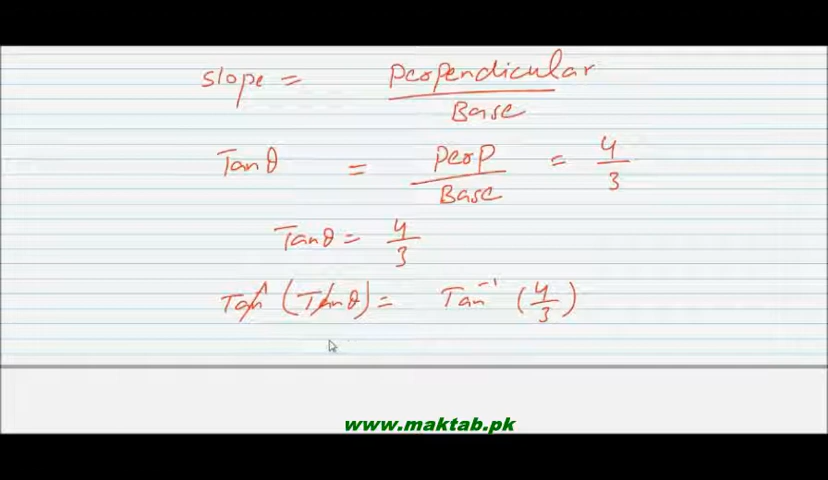 slope = Perpendicular / Base
Tanθ = Perp / Base = 4/3
Tanθ = 4/3
Tan⁻¹ (Tanθ) = Tan⁻¹ (4/3)
www.maktab.pk